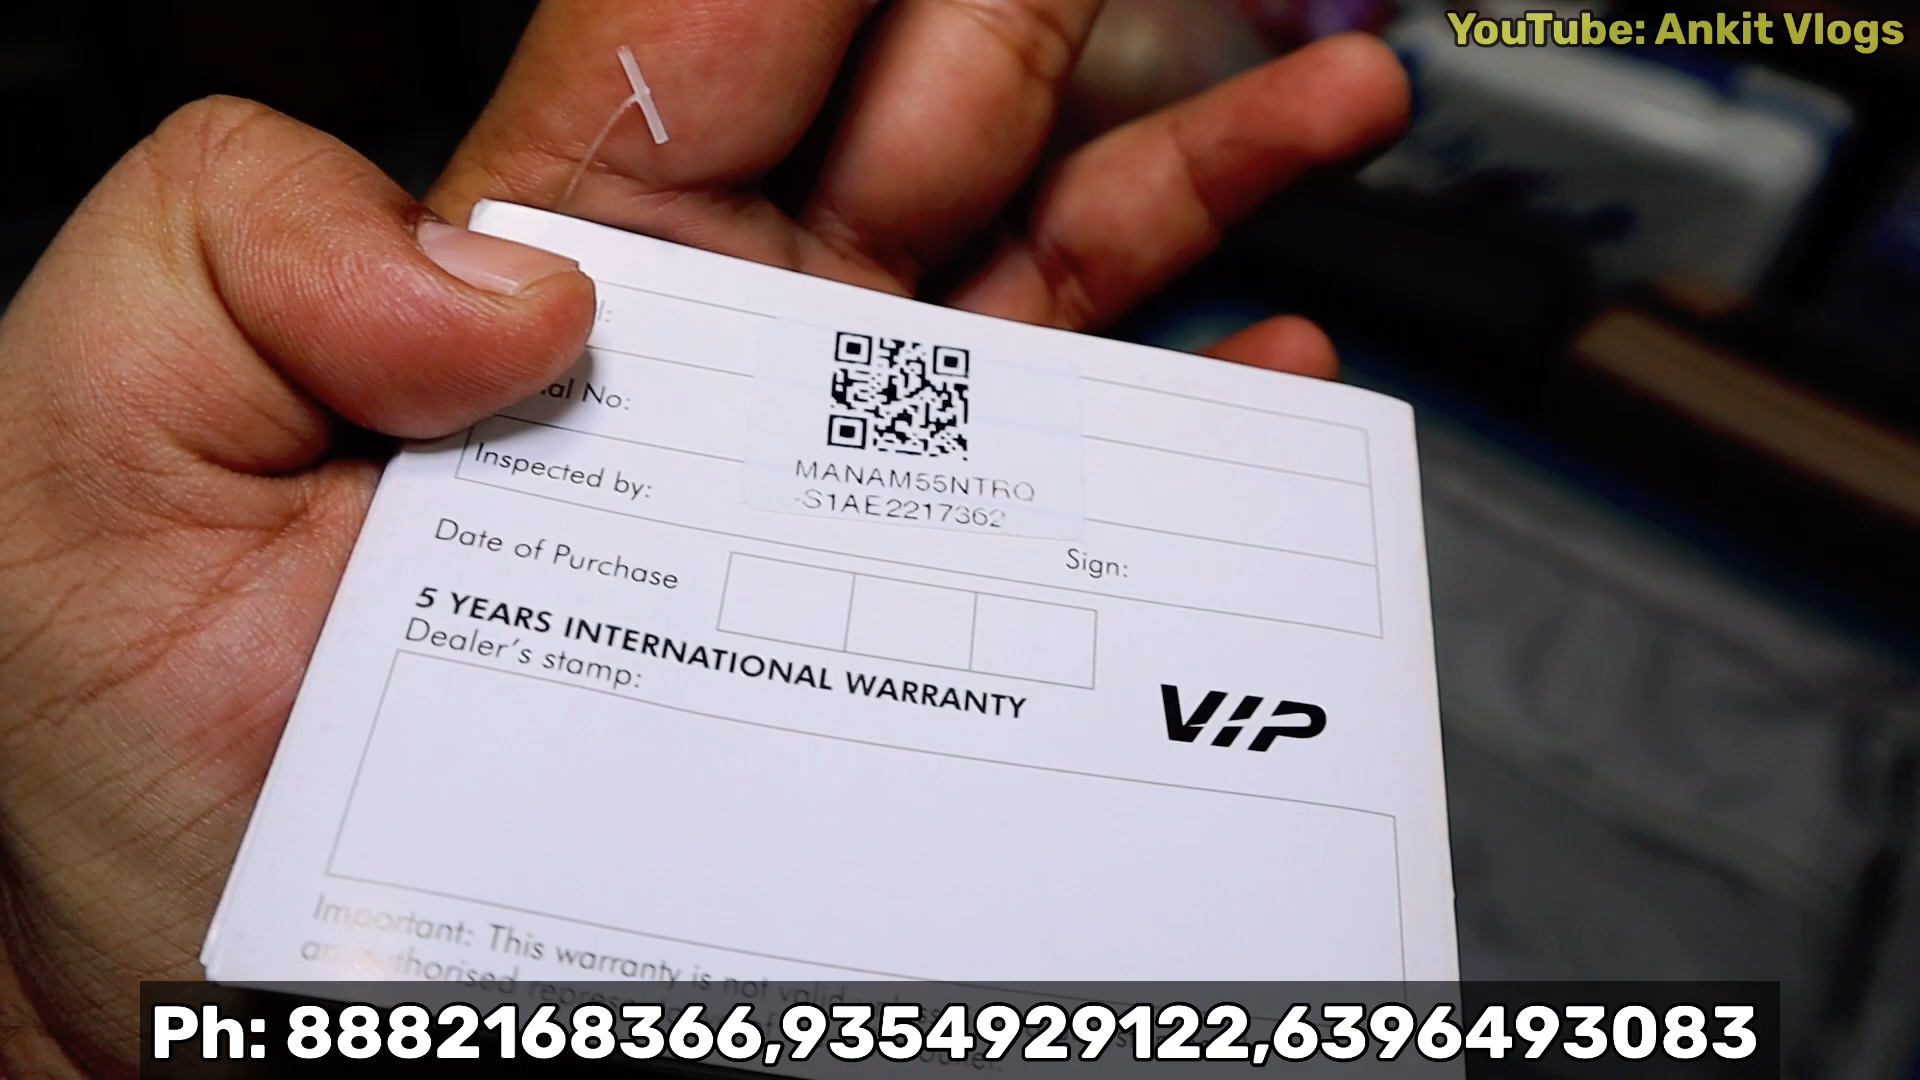 YouTube: Ankit Vlogs
No:
MANAM55NTRQ
-S1AE2217362
Inspected by:
Sign:
Date of Purchase
5 YEARS INTERNATIONAL WARRANTY
Dealer's stamp:
VIP
Important: This warranty is not valid
authorised
Ph: 8882168366,9354929122,6396493083